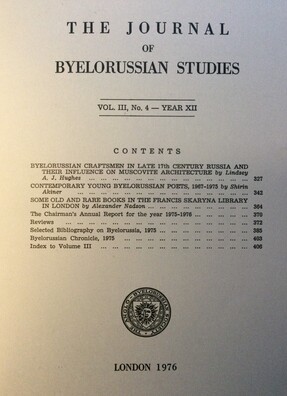 THE JOURNAL
OF
BYELORUSSIAN STUDIES
VOL. III, No. 4 — YEAR XII
CONTENTS
BYELORUSSIAN CRAFTSMEN IN LATE 17th CENTURY RUSSIA AND
THEIR INFLUENCE ON MUSCOVITE ARCHITECTURE by Lindsey
A. J. Hughes ... ... ... ... ... ... ... ... ... ... 327
CONTEMPORARY YOUNG BYELORUSSIAN POETS, 1967-1975 by Shirin
Akiner ... ... ... ... ... ... ... ... ... ... ... 342
SOME OLD AND RARE BOOKS IN THE FRANCIS SKARYNA LIBRARY
IN LONDON by Alexander Nadson ... ... ... ... ... ... 364
The Chairman's Annual Report for the year 1975-1976 ... ... ... 370
Reviews ... ... ... ... ... ... ... ... ... ... ... 372
Selected Bibliography on Byelorussia, 1975 ... ... ... ... ... 385
Byelorussian Chronicle, 1975 ... ... ... ... ... ... ... 403
Index to Volume III ... ... ... ... ... ... ... ... 406
LONDON 1976